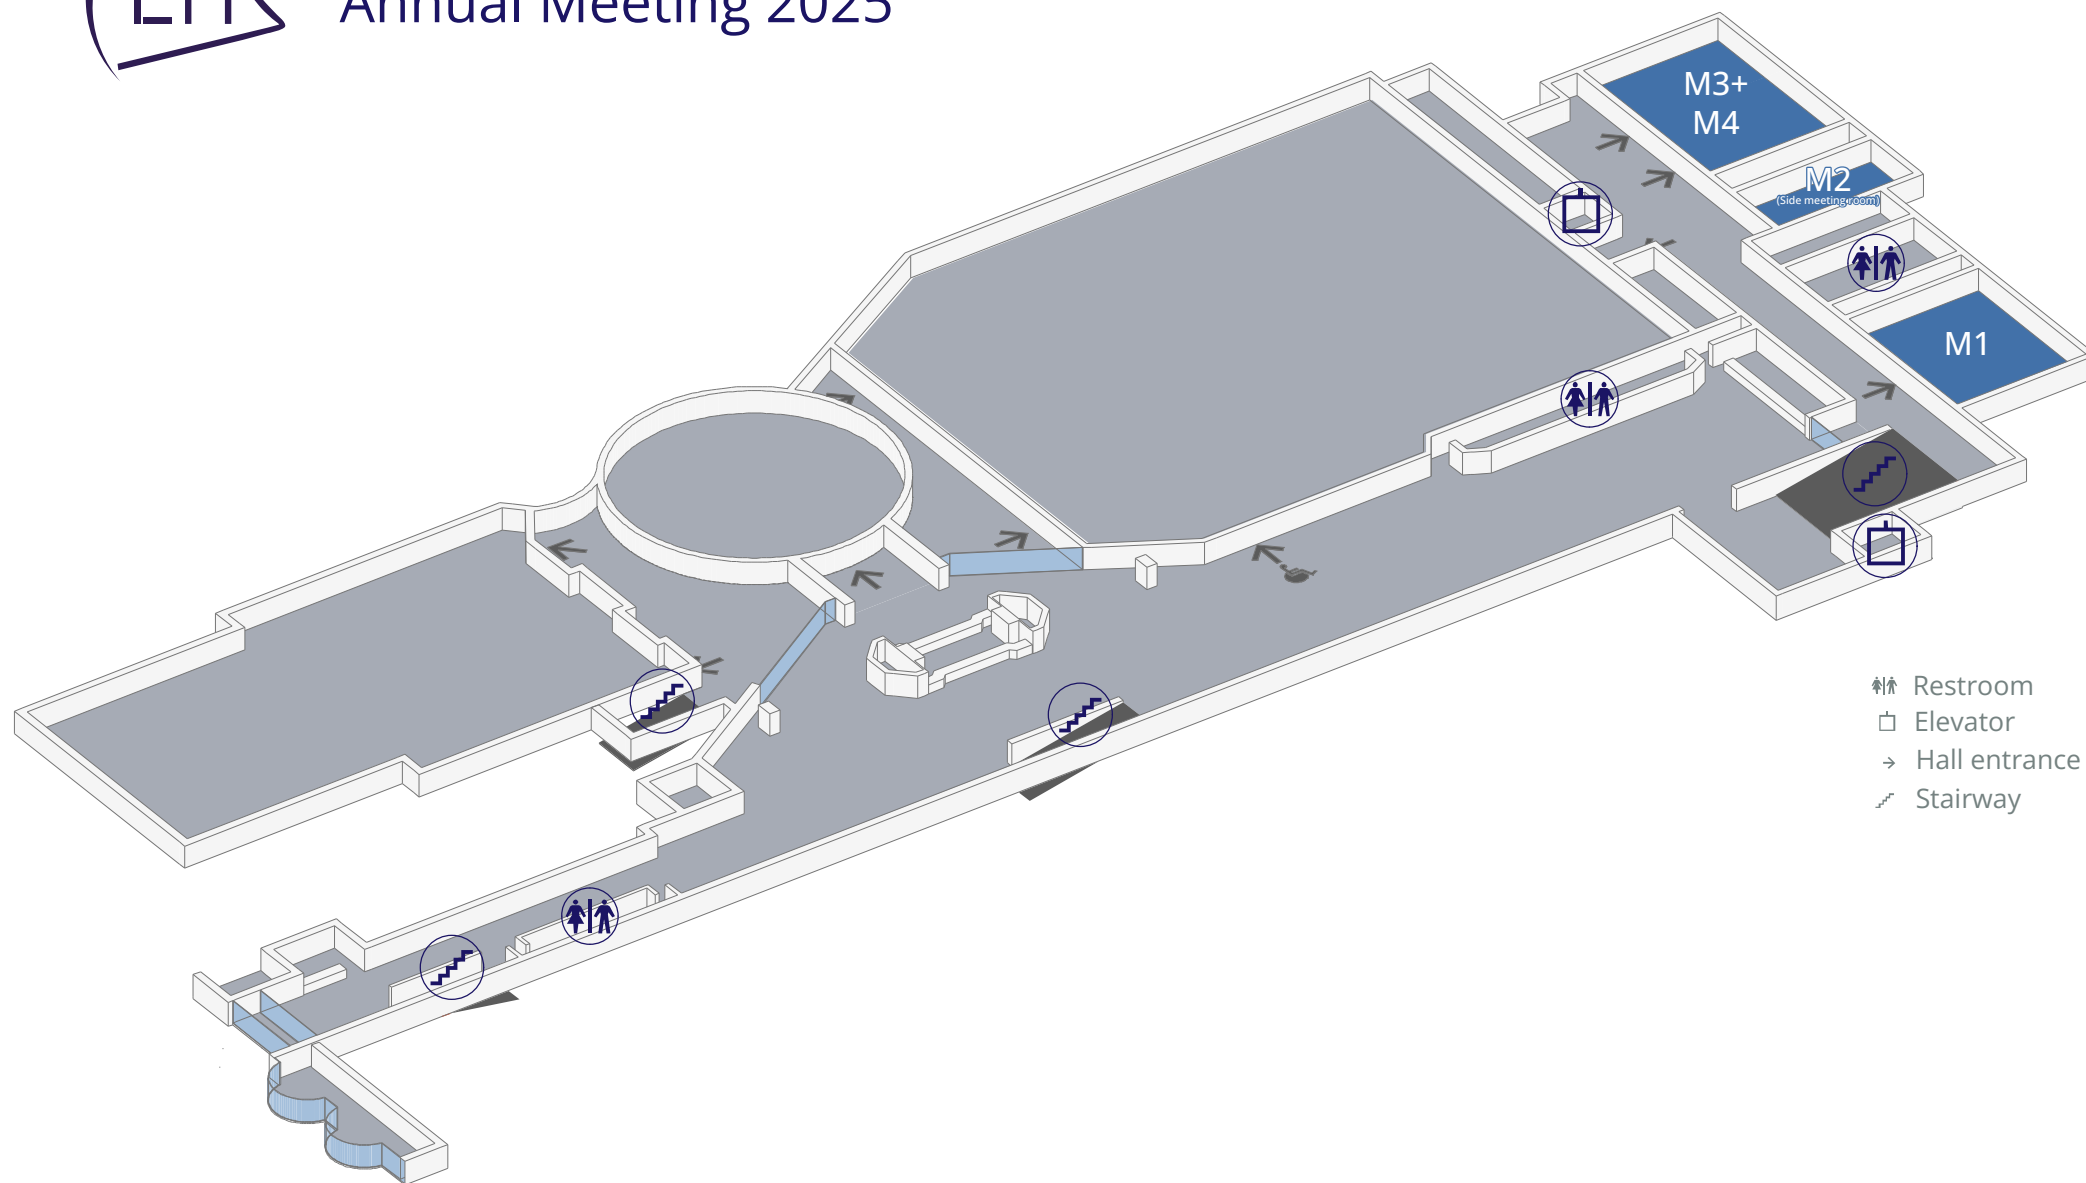 Annual Meeting 2025
M3+
M4
M2
(Side meeting room)
M1
Restroom
Elevator
Hall entrance
Stairway